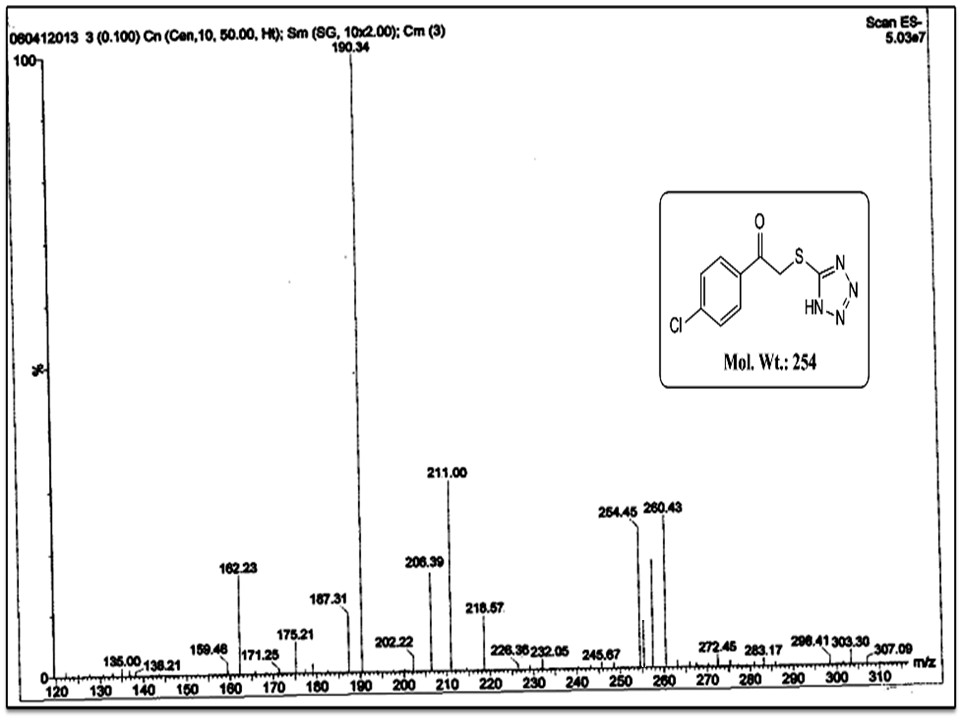 060412013 3 (0.100) Cn (Cen,10, 50.00, Ht); Sm (SG, 10x2.00); Cm (3)
Scan ES-
5.03e7
190.34
100
%
0
211.00
254.45
260.43
162.23
206.39
187.31
218.57
175.21
159.46
171.25
135.00
138.21
202.22
226.36
232.05
245.67
272.45
283.17
298.41
303.30
307.09
m/z
120 130 140 150 160 170 180 190 200 210 220 230 240 250 260 270 280 290 300 310
O
S
N
N
N
HN
Cl
Mol. Wt.: 254